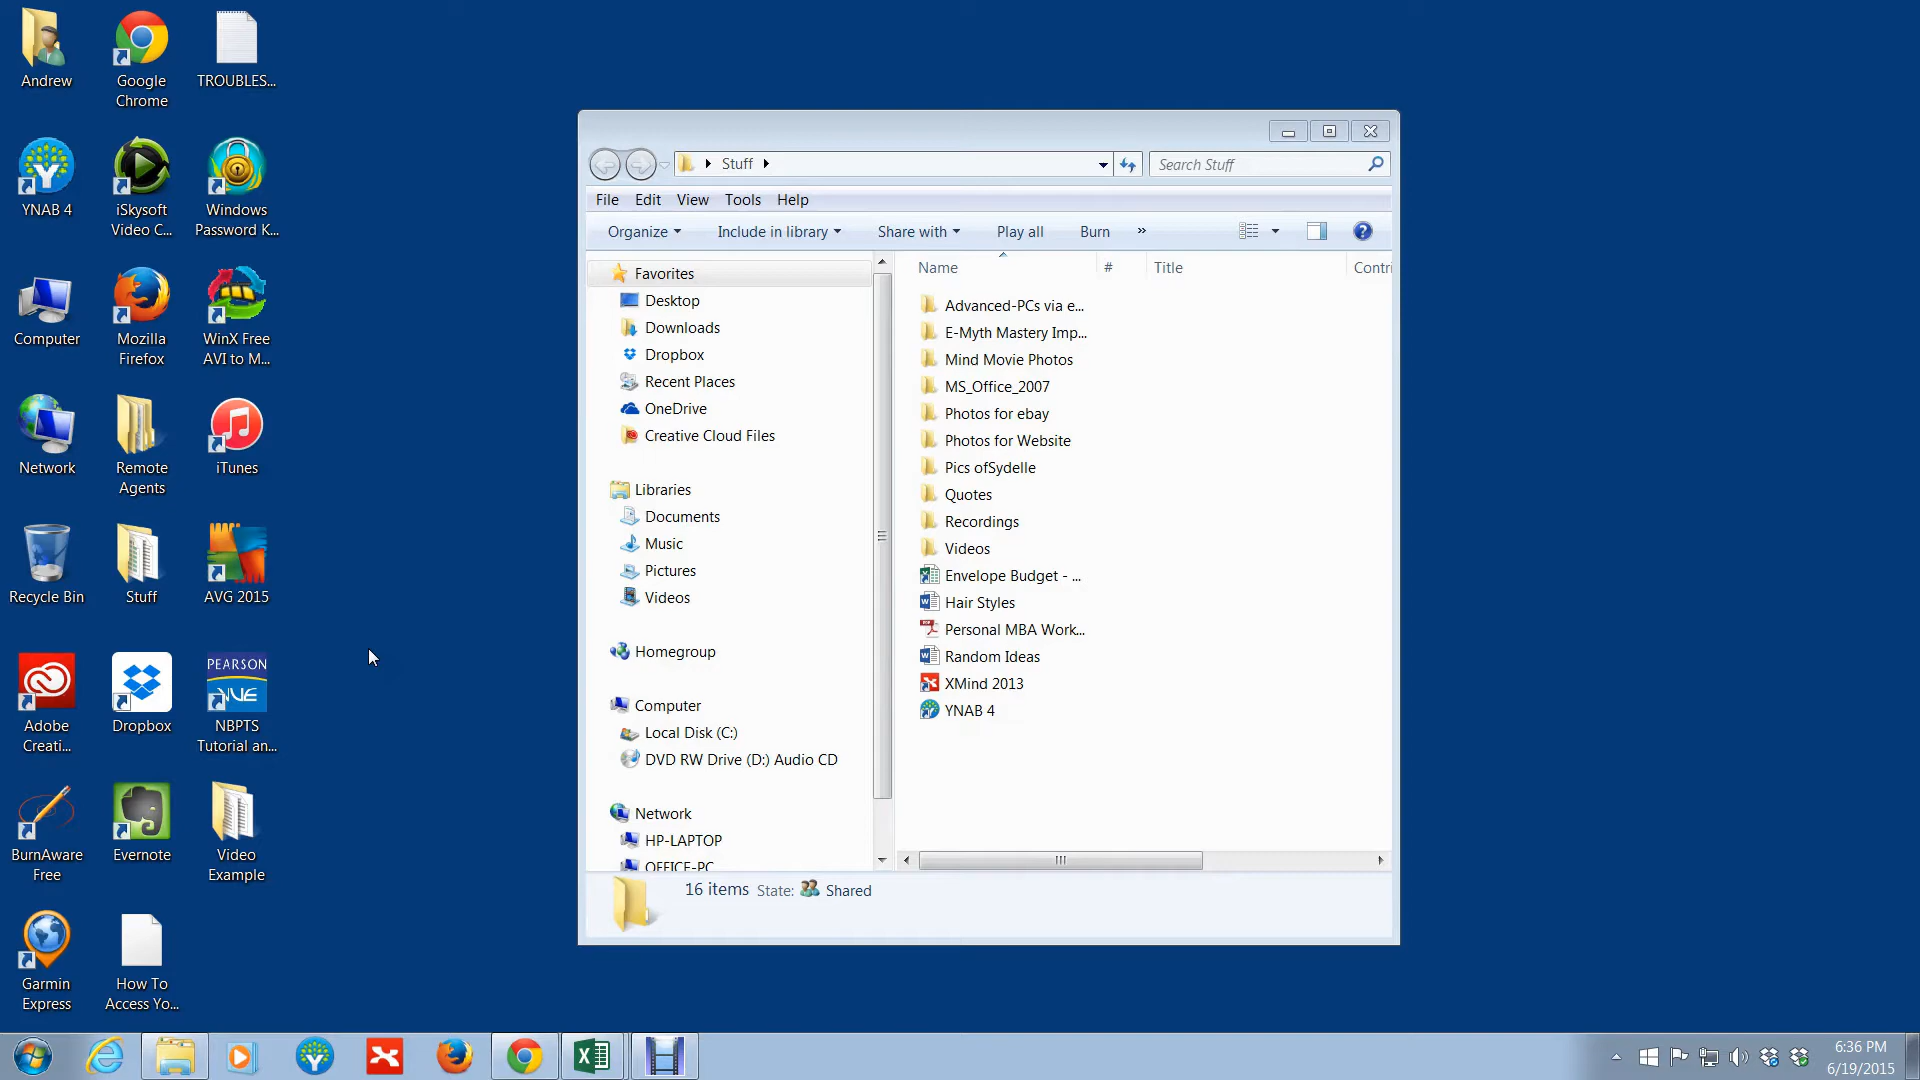 Andrew
Google
Chrome
TROUBLES...
YNAB 4
iSkysoft
Video C...
Windows
Password K...
Computer
Mozilla
Firefox
WinX Free
AVI to M...
Network
Remote
Agents
iTunes
Recycle Bin
Stuff
AVG 2015
Adobe
Creati...
Dropbox
PEARSON
VUE
NBPTS
Tutorial an...
BurnAware
Free
Evernote
Video
Example
Garmin
Express
How To
Access Yo...
Stuff
Search Stuff
File Edit View Tools Help
Organize Include in library Share with Play all Burn »
Favorites
Desktop
Downloads
Dropbox
Recent Places
OneDrive
Creative Cloud Files
Libraries
Documents
Music
Pictures
Videos
Homegroup
Computer
Local Disk (C:)
DVD RW Drive (D:) Audio CD
Network
HP-LAPTOP
OFFICE-PC
Name # Title Contri
Advanced-PCs via e...
E-Myth Mastery Imp...
Mind Movie Photos
MS_Office_2007
Photos for ebay
Photos for Website
Pics ofSydelle
Quotes
Recordings
Videos
Envelope Budget - ...
Hair Styles
Personal MBA Work...
Random Ideas
XMind 2013
YNAB 4
16 items State: Shared
6:36 PM
6/19/2015